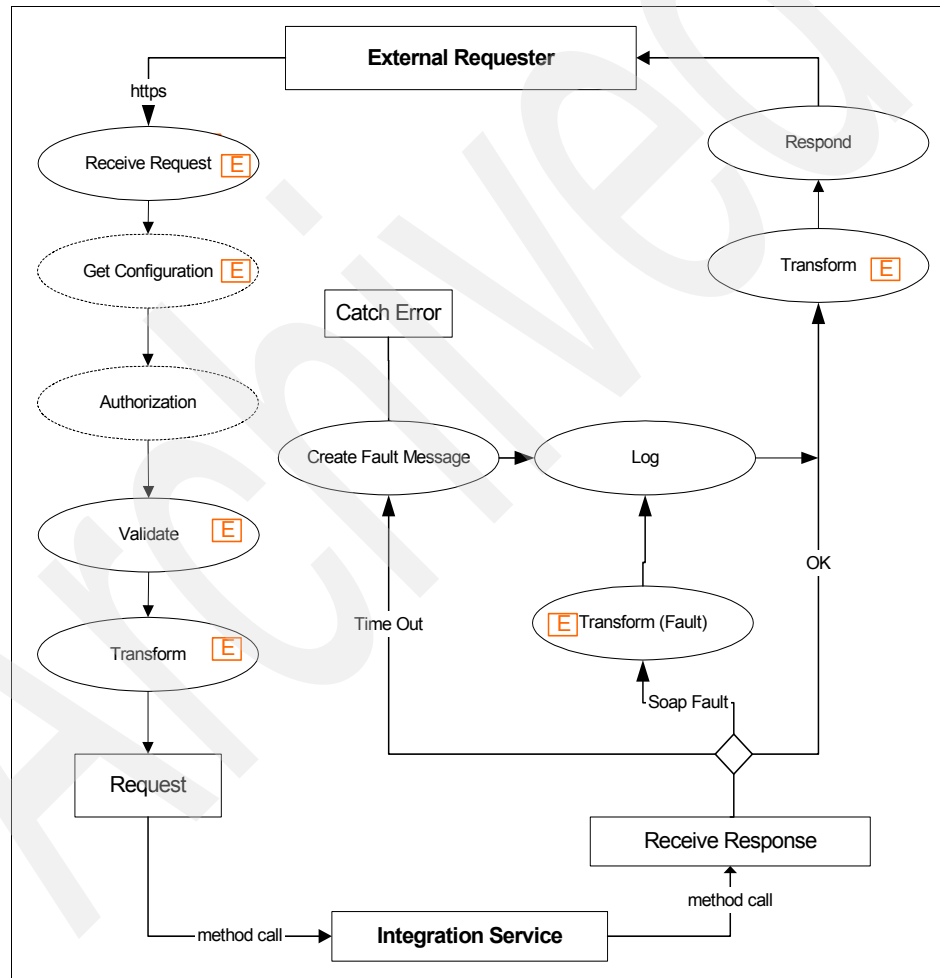 External Requester
https
Receive Request E
Respond
Get Configuration E
Transform E
Catch Error
Authorization
Create Fault Message
Log
Validate E
OK
Time Out
E Transform (Fault)
Transform E
Soap Fault
Request
Receive Response
method call
method call
Integration Service
Archived